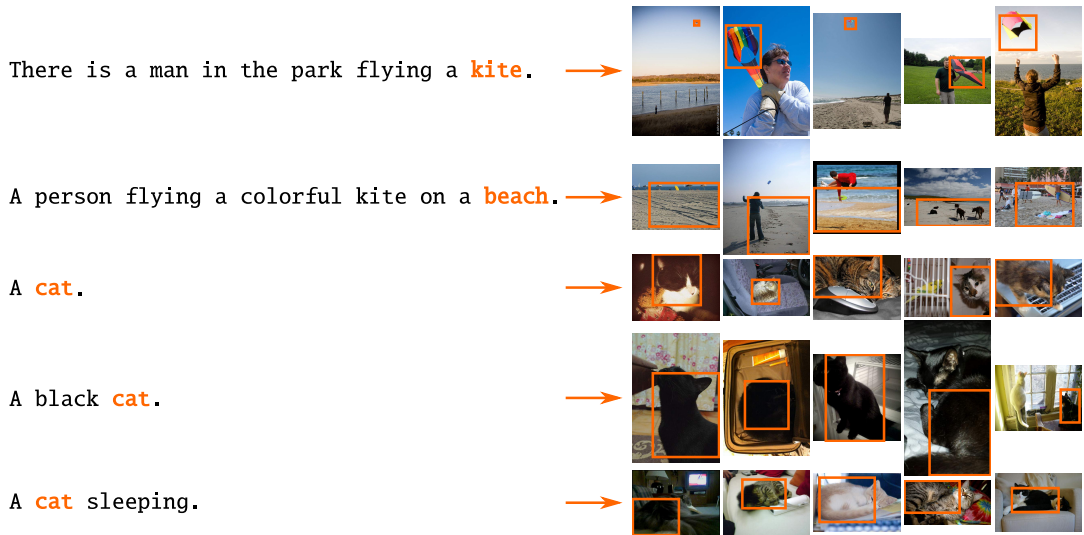 There is a man in the park flying a kite.
A person flying a colorful kite on a beach.
A cat.
A black cat.
A cat sleeping.